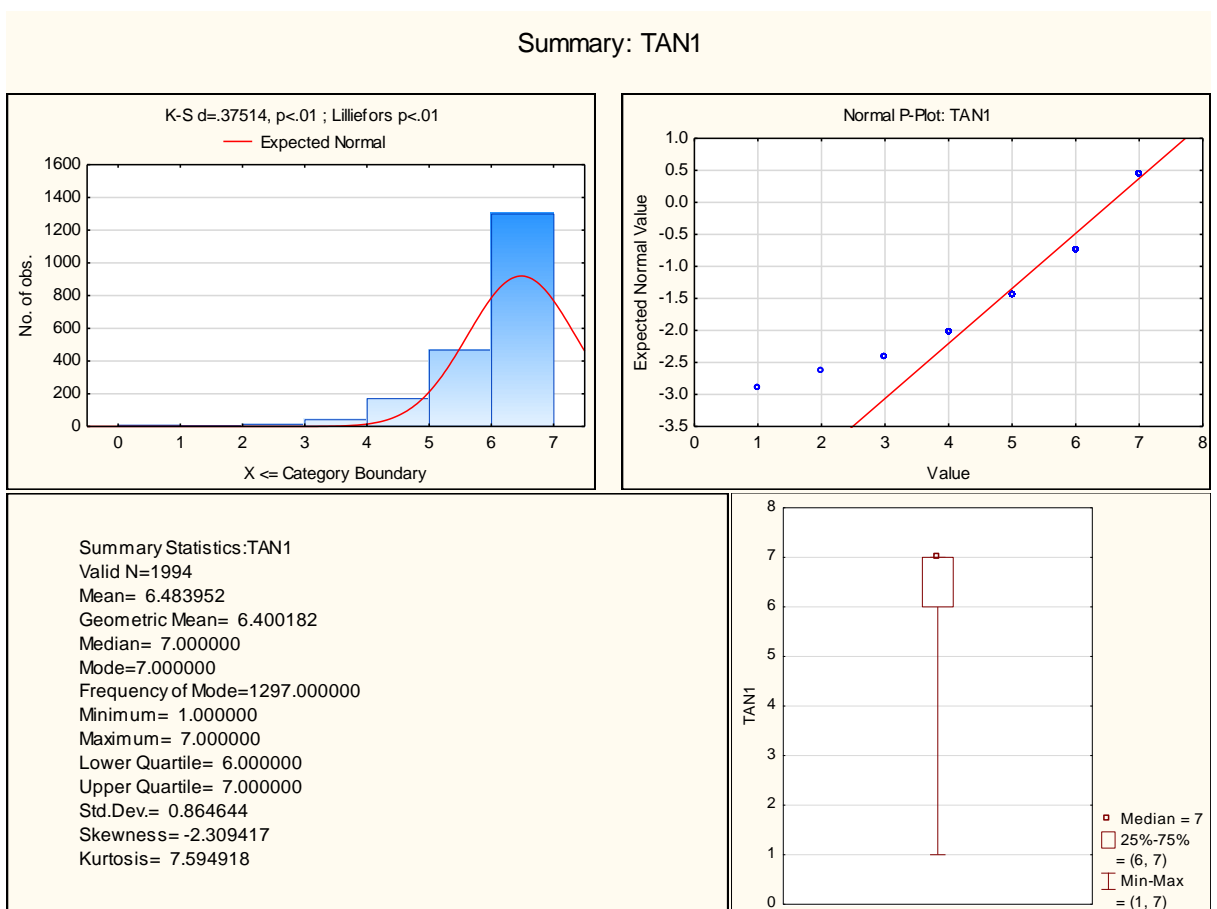 Summary: TAN1
K-S d=.37514, p<.01 ; Lilliefors p<.01
Expected Normal
1600
1400
1200
1000
800
600
400
200
0
No. of obs.
0 1 2 3 4 5 6 7
X <= Category Boundary
Normal P-Plot: TAN1
1.0
0.5
0.0
-0.5
-1.0
-1.5
-2.0
-2.5
-3.0
-3.5
Expected Normal Value
0 1 2 3 4 5 6 7 8
Value
Summary Statistics:TAN1
Valid N=1994
Mean= 6.483952
Geometric Mean= 6.400182
Median= 7.000000
Mode=7.000000
Frequency of Mode=1297.000000
Minimum= 1.000000
Maximum= 7.000000
Lower Quartile= 6.000000
Upper Quartile= 7.000000
Std.Dev.= 0.864644
Skewness= -2.309417
Kurtosis= 7.594918
8
7
6
5
4
3
2
1
0
TAN1
Median = 7
25%-75%
= (6, 7)
Min-Max
= (1, 7)